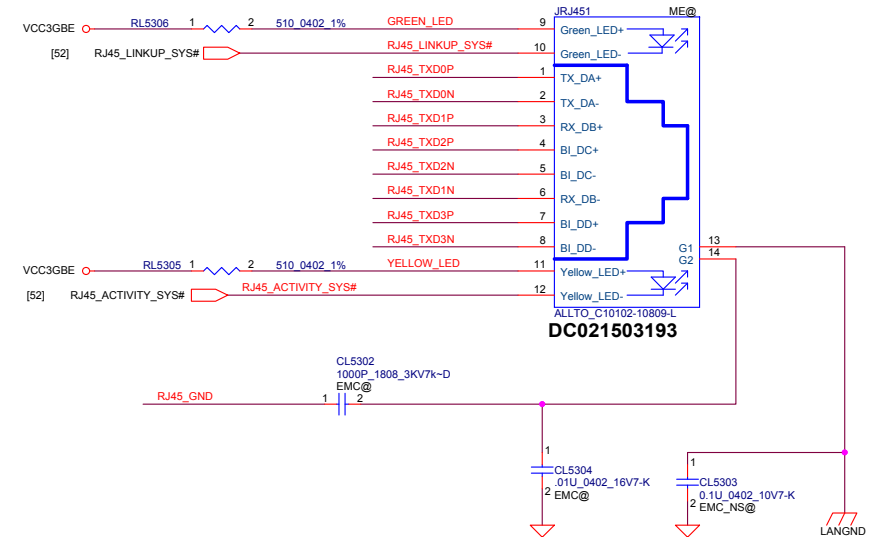 JRJ451 ME@
VCC3GBE RL5306 1 2 510_0402_1% GREEN_LED 9 Green_LED+
[52] RJ45_LINKUP_SYS# RJ45_LINKUP_SYS# 10 Green_LED-
RJ45_TXD0P 1 TX_DA+
RJ45_TXD0N 2 TX_DA-
RJ45_TXD1P 3 RX_DB+
RJ45_TXD2P 4 BI_DC+
RJ45_TXD2N 5 BI_DC-
RJ45_TXD1N 6 RX_DB-
RJ45_TXD3P 7 BI_DD+
RJ45_TXD3N 8 BI_DD- G1 13
G2 14
VCC3GBE RL5305 1 2 510_0402_1% YELLOW_LED 11 Yellow_LED+
[52] RJ45_ACTIVITY_SYS# RJ45_ACTIVITY_SYS# 12 Yellow_LED-
ALLTO_C10102-10809-L
DC021503193
CL5302
1000P_1808_3KV7k~D
EMC@
RJ45_GND 1 2
1
CL5304
.01U_0402_16V7-K
2 EMC@
1
CL5303
0.1U_0402_10V7-K
2 EMC_NS@
LANGND